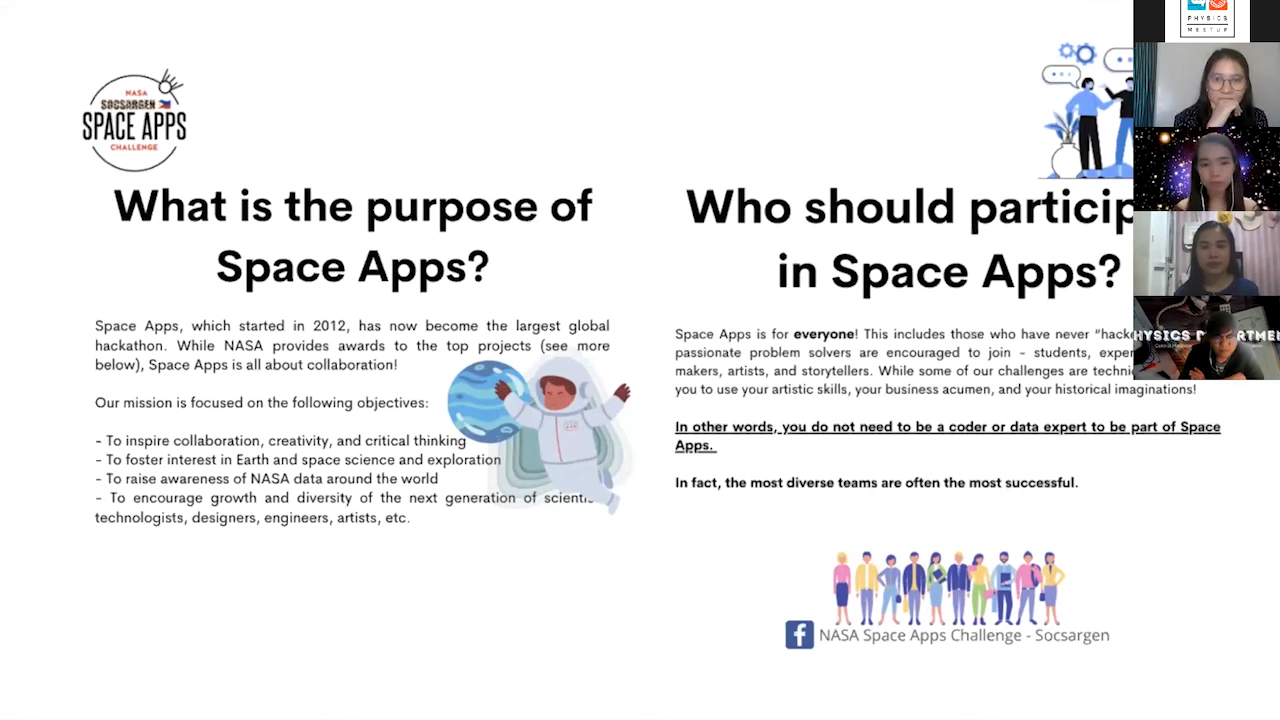 NASA
SOCSARGEN
SPACE APPS
CHALLENGE
What is the purpose of
Space Apps?
Space Apps, which started in 2012, has now become the largest global
hackathon. While NASA provides awards to the top projects (see more
below), Space Apps is all about collaboration!
Our mission is focused on the following objectives:
- To inspire collaboration, creativity, and critical thinking
- To foster interest in Earth and space science and exploration
- To raise awareness of NASA data around the world
- To encourage growth and diversity of the next generation of
technologists, designers, engineers, artists, etc.
Who should
in Space Apps?
Space Apps is for everyone! This includes those who have never
passionate problem solvers are encouraged to join - students,
makers, artists, and storytellers. While some of our challenges are
you to use your artistic skills, your business acumen, and your historical imaginations!
In other words, you do not need to be a coder or data expert to be part of Space
Apps.
In fact, the most diverse teams are often the most successful.
NASA Space Apps Challenge - Socsargen
PHYSICS
MEETUP